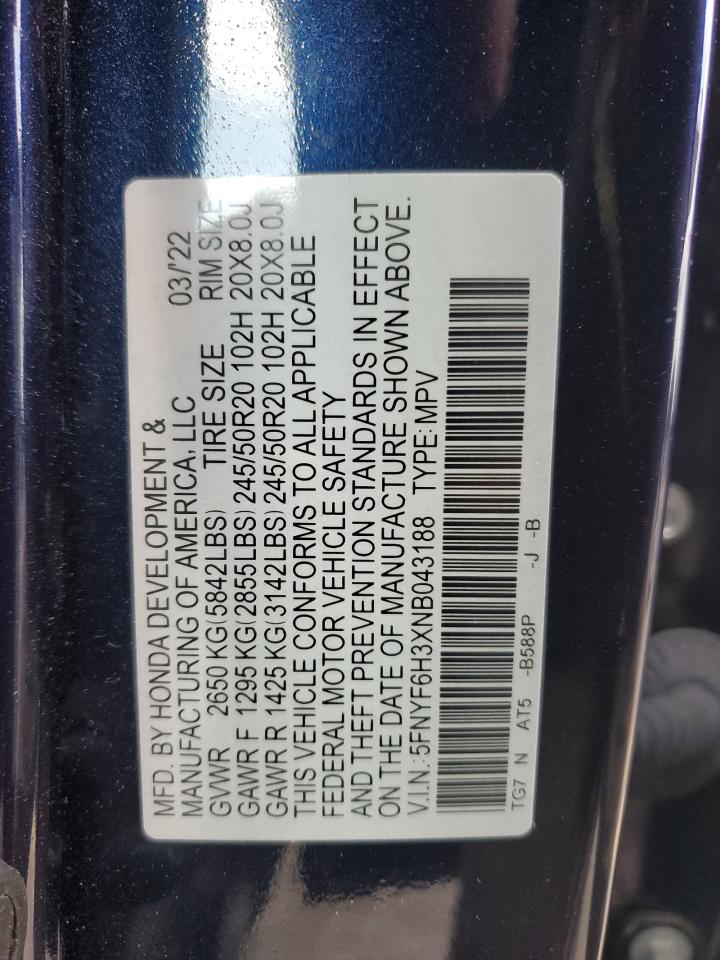 MFD. BY HONDA DEVELOPMENT &
MANUFACTURING OF AMERICA, LLC 03/'22
GVWR 2650 KG(5842LBS) TIRE SIZE RIM SIZE
GAWR F 1295 KG(2855LBS) 245/50R20 102H 20X8.0J
GAWR R 1425 KG(3142LBS) 245/50R20 102H 20X8.0J
THIS VEHICLE CONFORMS TO ALL APPLICABLE
FEDERAL MOTOR VEHICLE SAFETY
AND THEFT PREVENTION STANDARDS IN EFFECT
ON THE DATE OF MANUFACTURE SHOWN ABOVE.
V.I.N.:5FNYF6H3XNB043188 TYPE:MPV
TG7 N AT5 -B588P -J -B